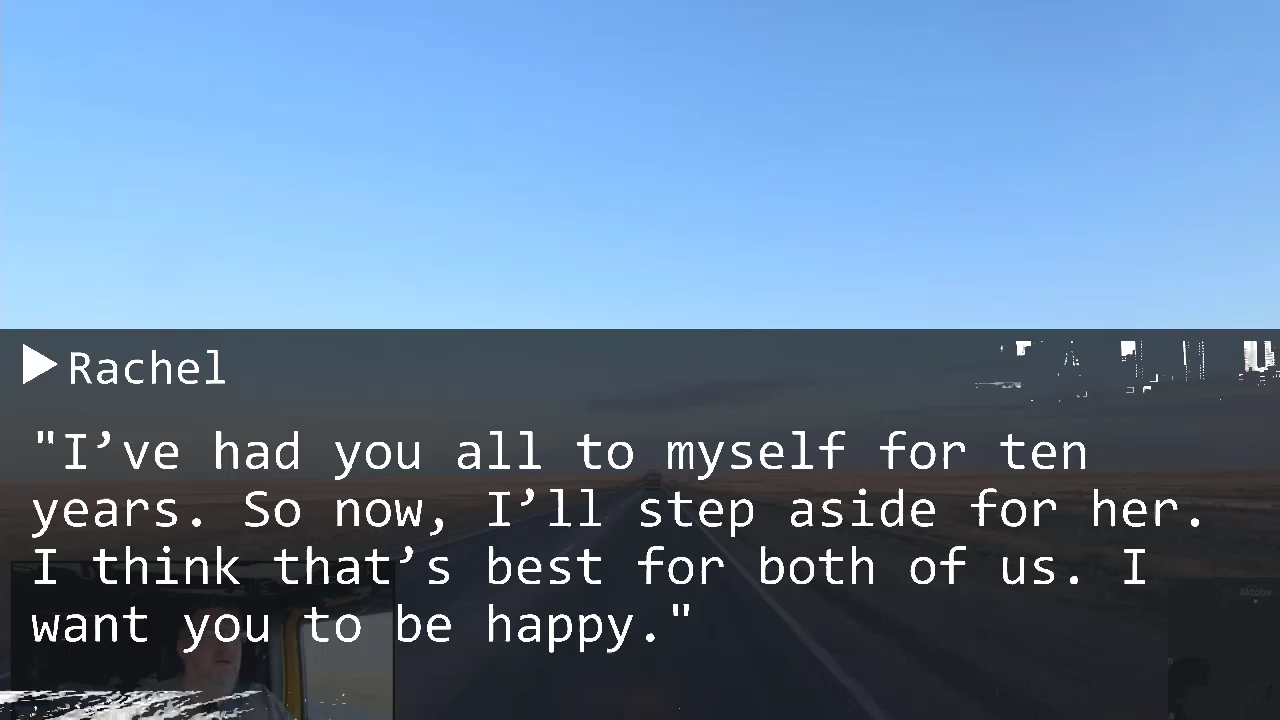 Rachel
"I’ve had you all to myself for ten
years. So now, I’ll step aside for her.
I think that’s best for both of us. I
want you to be happy."